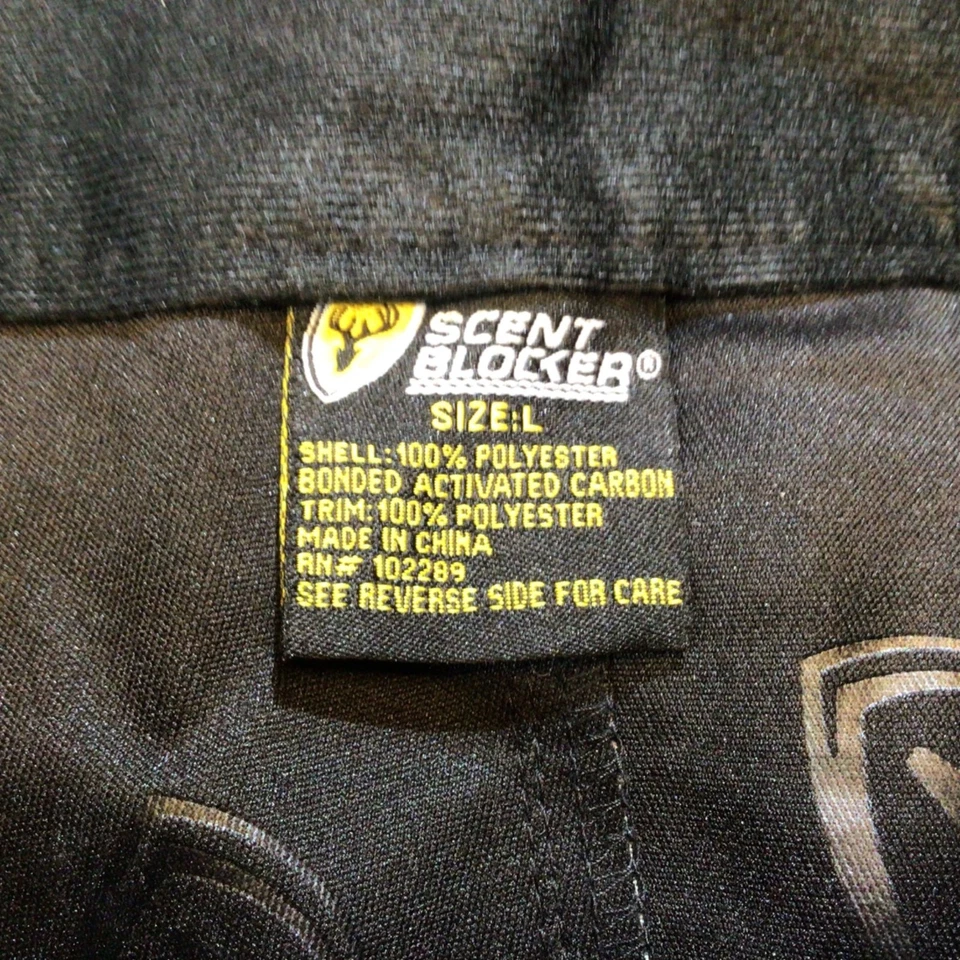 SCENT
BLOCKER®
SIZE:L
SHELL:100% POLYESTER
BONDED ACTIVATED CARBON
TRIM:100% POLYESTER
MADE IN CHINA
RN# 102289
SEE REVERSE SIDE FOR CARE